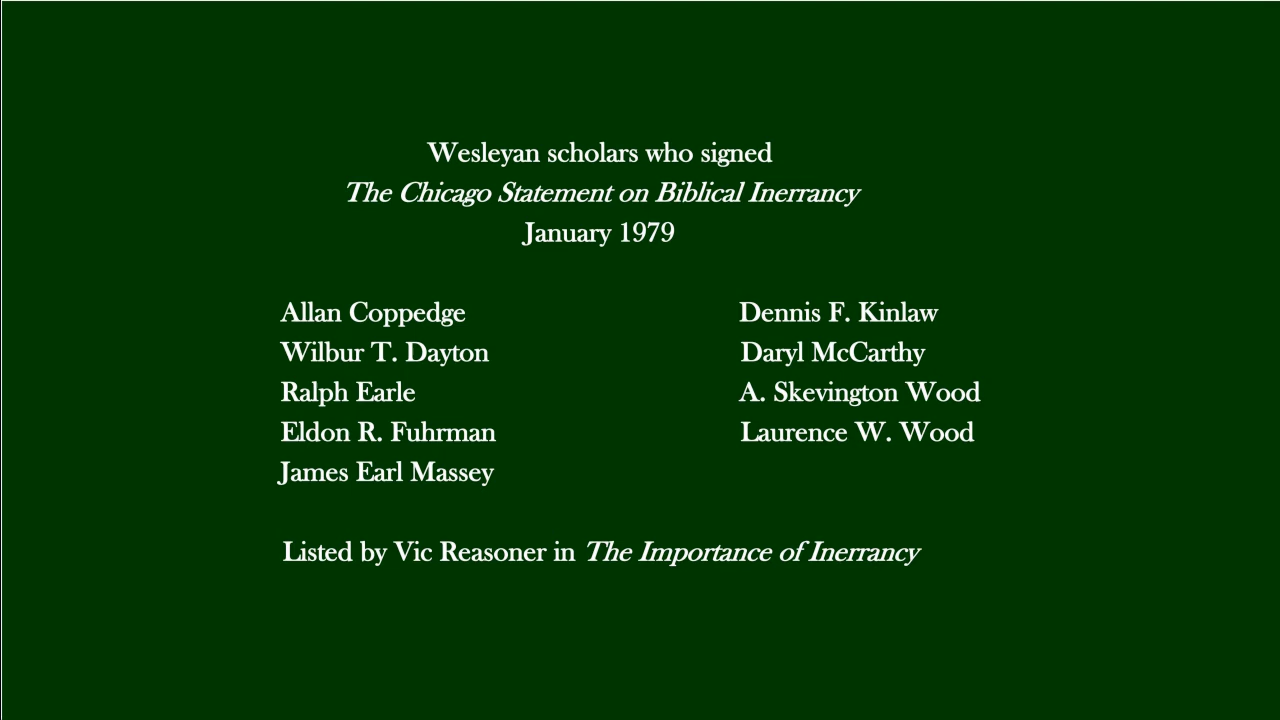 Wesleyan scholars who signed
The Chicago Statement on Biblical Inerrancy
January 1979
Allan Coppedge
Wilbur T. Dayton
Ralph Earle
Eldon R. Fuhrman
James Earl Massey
Dennis F. Kinlaw
Daryl McCarthy
A. Skevington Wood
Laurence W. Wood
Listed by Vic Reasoner in The Importance of Inerrancy